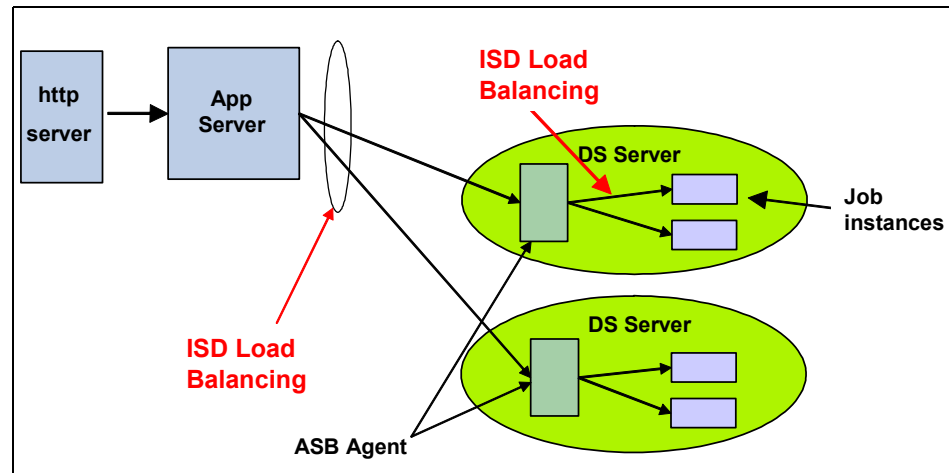 http
server
App
Server
ISD Load
Balancing
DS Server
Job
instances
ISD Load
Balancing
DS Server
ASB Agent